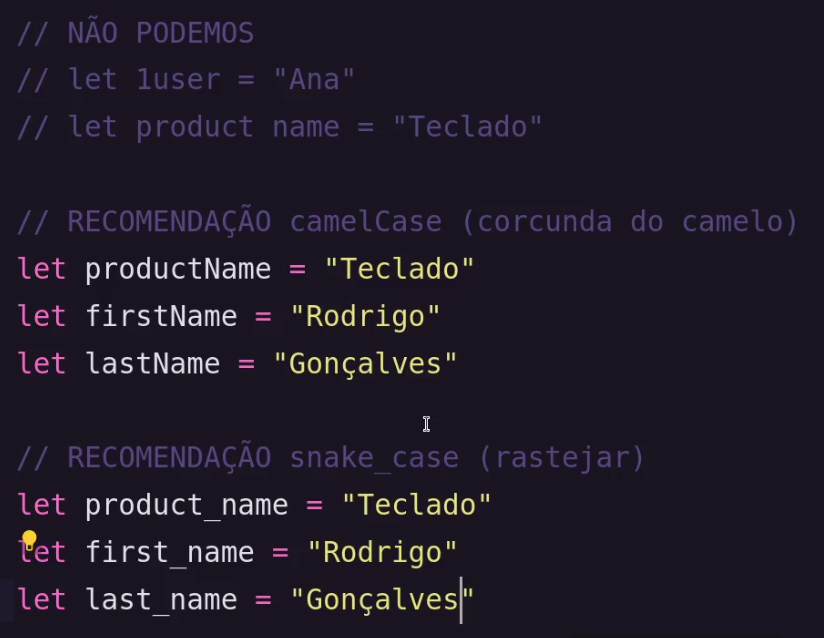 // NÃO PODEMOS
// let 1user = "Ana"
// let product name = "Teclado"
// RECOMENDAÇÃO camelCase (corcunda do camelo)
let productName = "Teclado"
let firstName = "Rodrigo"
let lastName = "Gonçalves"
// RECOMENDAÇÃO snake_case (rastejar)
let product_name = "Teclado"
let first_name = "Rodrigo"
let last_name = "Gonçalves"